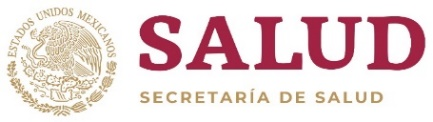 ESTADOS UNIDOS MEXICANOS
SALUD
SECRETARÍA DE SALUD